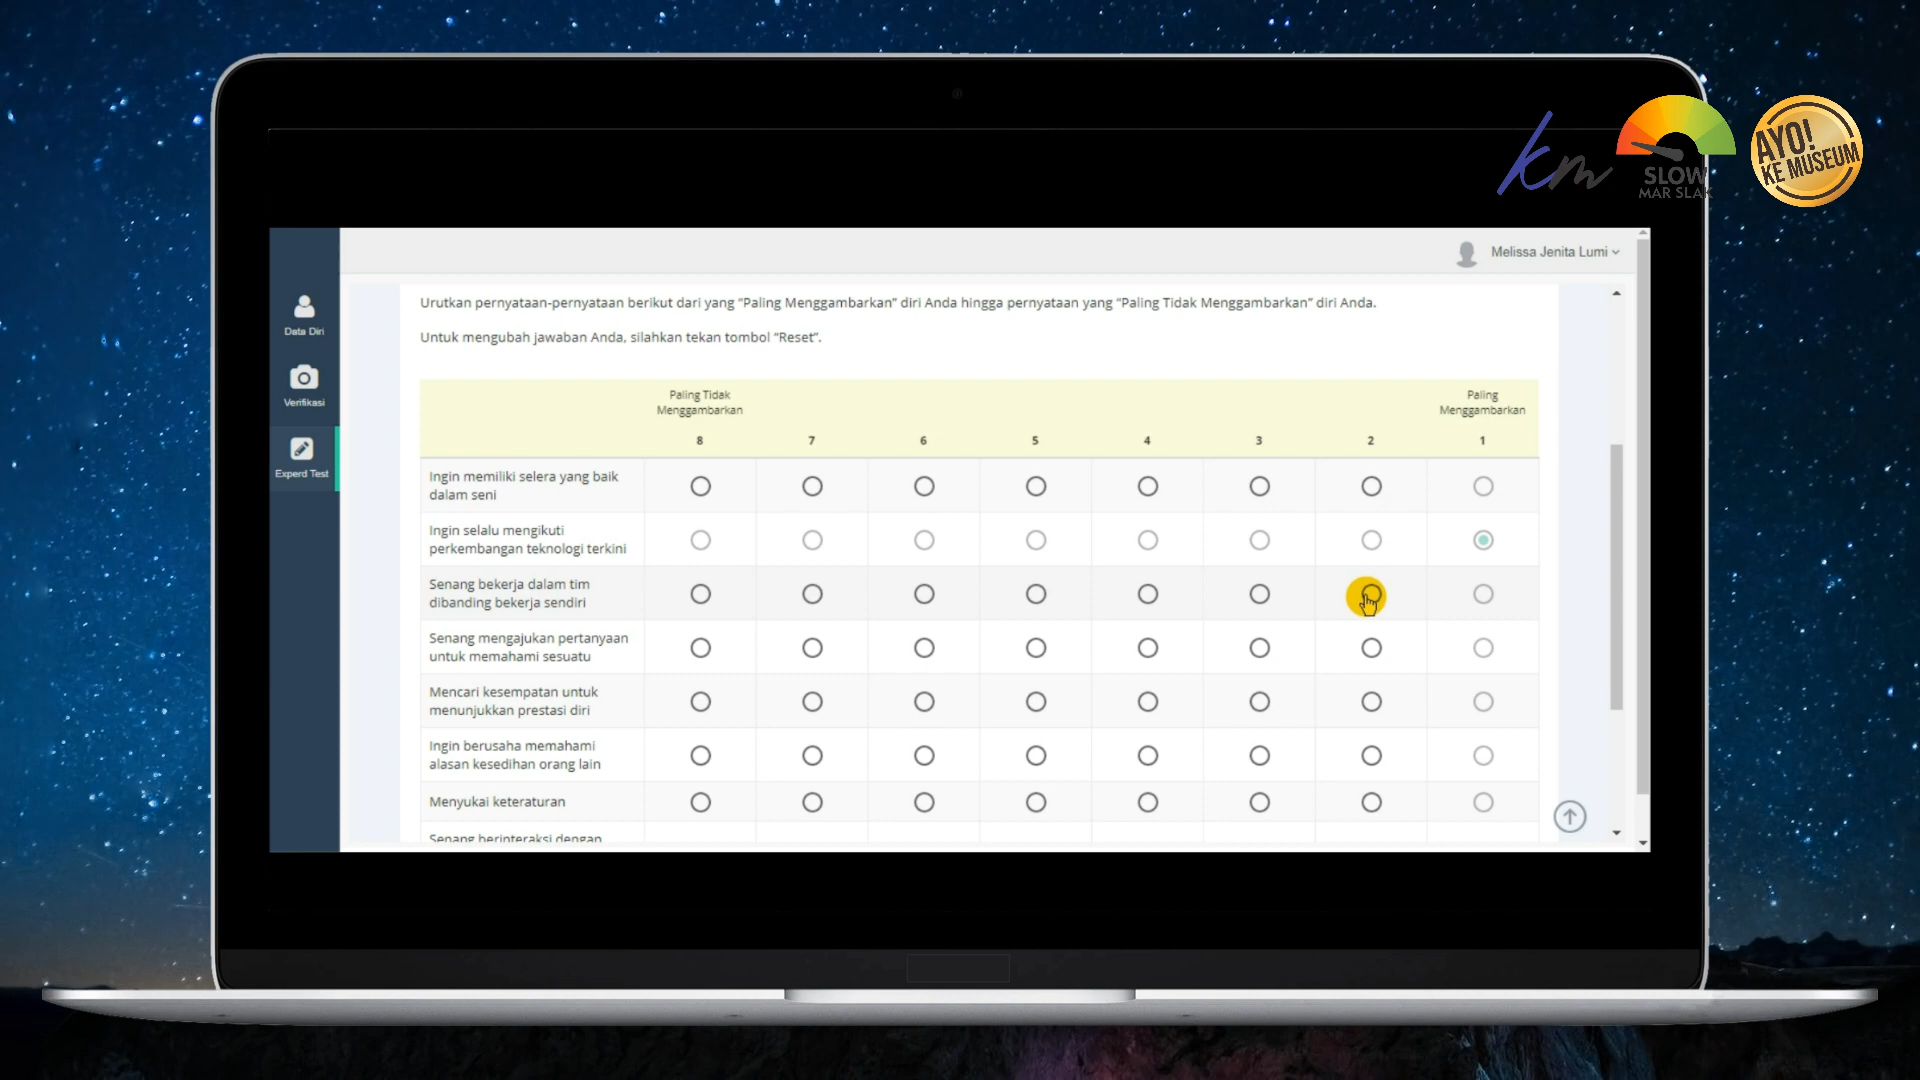 km
SLOW
MAR SLAK
AYO!
KE MUSEUM
Melissa Jenita Lumi
Data Diri
Verifikasi
Experd Test
Urutkan pernyataan-pernyataan berikut dari yang “Paling Menggambarkan” diri Anda hingga pernyataan yang “Paling Tidak Menggambarkan” diri Anda.
Untuk mengubah jawaban Anda, silahkan tekan tombol “Reset”.
Paling Tidak
Menggambarkan
Paling
Menggambarkan
8 7 6 5 4 3 2 1
Ingin memiliki selera yang baik
dalam seni
Ingin selalu mengikuti
perkembangan teknologi terkini
Senang bekerja dalam tim
dibanding bekerja sendiri
Senang mengajukan pertanyaan
untuk memahami sesuatu
Mencari kesempatan untuk
menunjukkan prestasi diri
Ingin berusaha memahami
alasan kesedihan orang lain
Menyukai keteraturan
Senang berinteraksi dengan